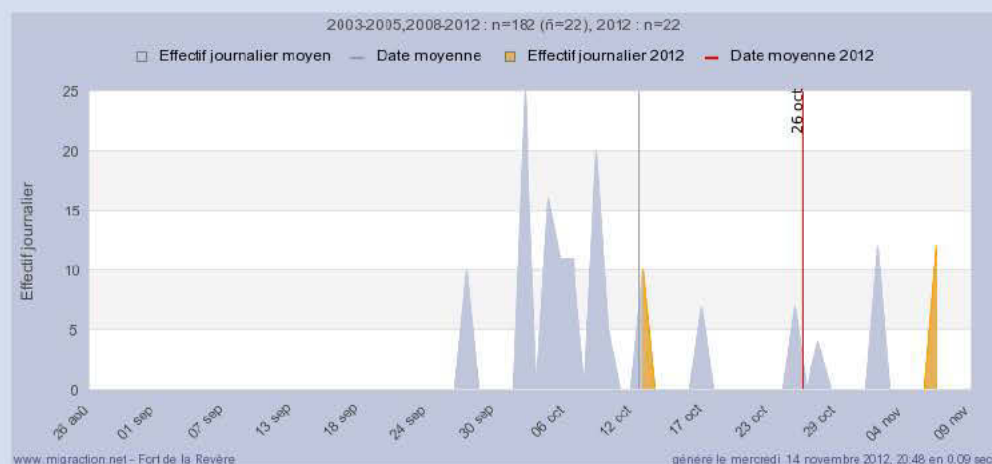 2003-2005,2008-2012 : n=182 (ñ=22), 2012 : n=22
Effectif journalier moyen Date moyenne Effectif journalier 2012 Date moyenne 2012
26 oct
Effectif journalier
25
20
15
10
5
0
26 aoû 01 sep 07 sep 13 sep 18 sep 24 sep 30 sep 06 oct 12 oct 17 oct 23 oct 29 oct 04 nov 09 nov
www.migraction.net - Fort de la Revère généré le mercredi 14 novembre 2012, 20:48 en 0.09 sec